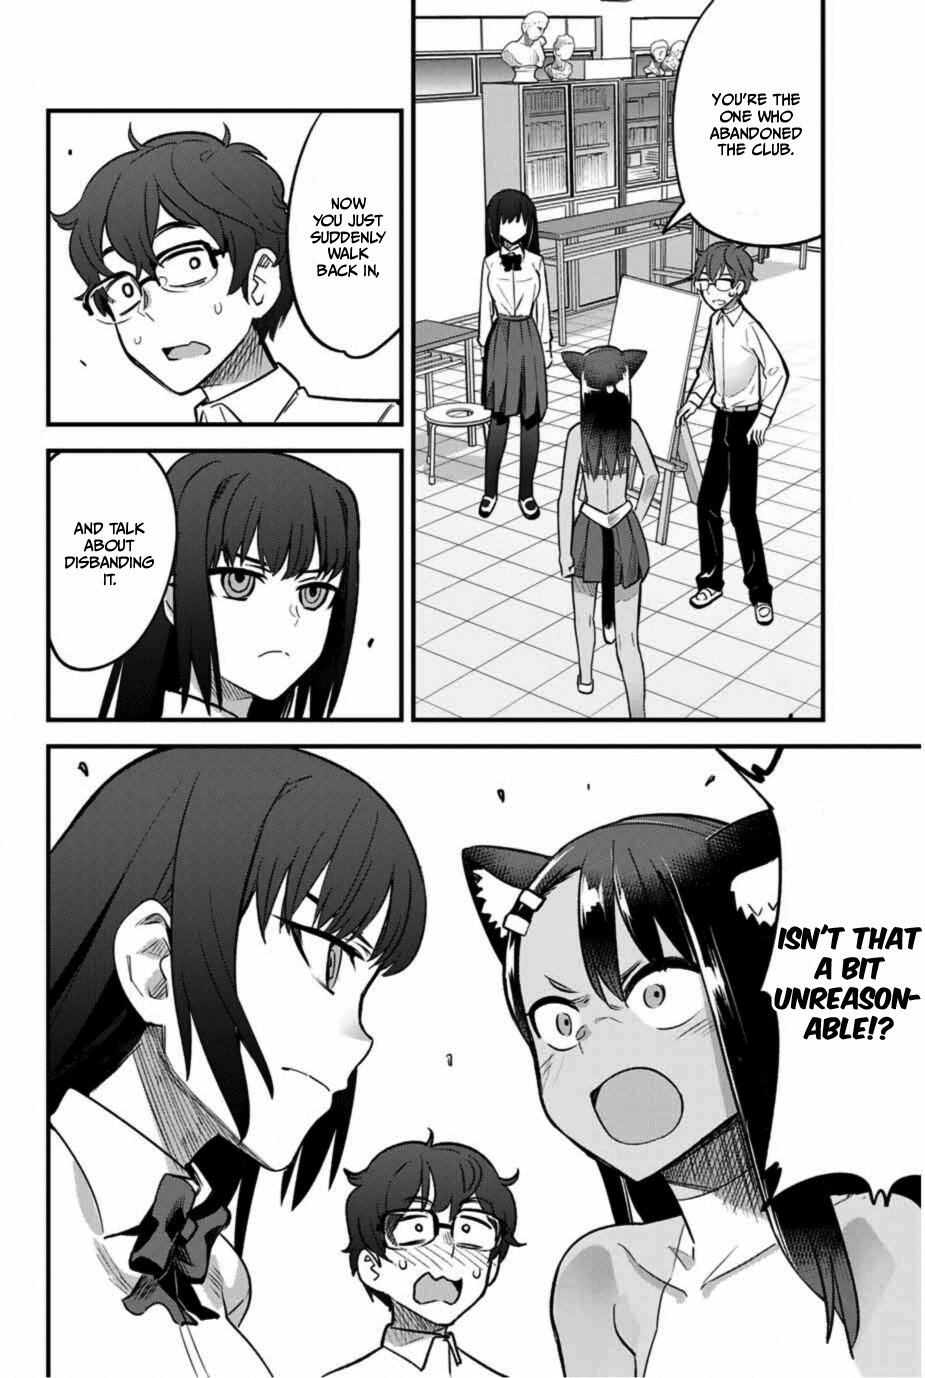 YOU'RE THE
ONE WHO
ABANDONED
THE CLUB.
NOW
YOU JUST
SUDDENLY
WALK
BACK IN,
AND TALK
ABOUT
DISBANDING
IT.
ISN'T THAT
A BIT
UNREASON-
ABLE!?